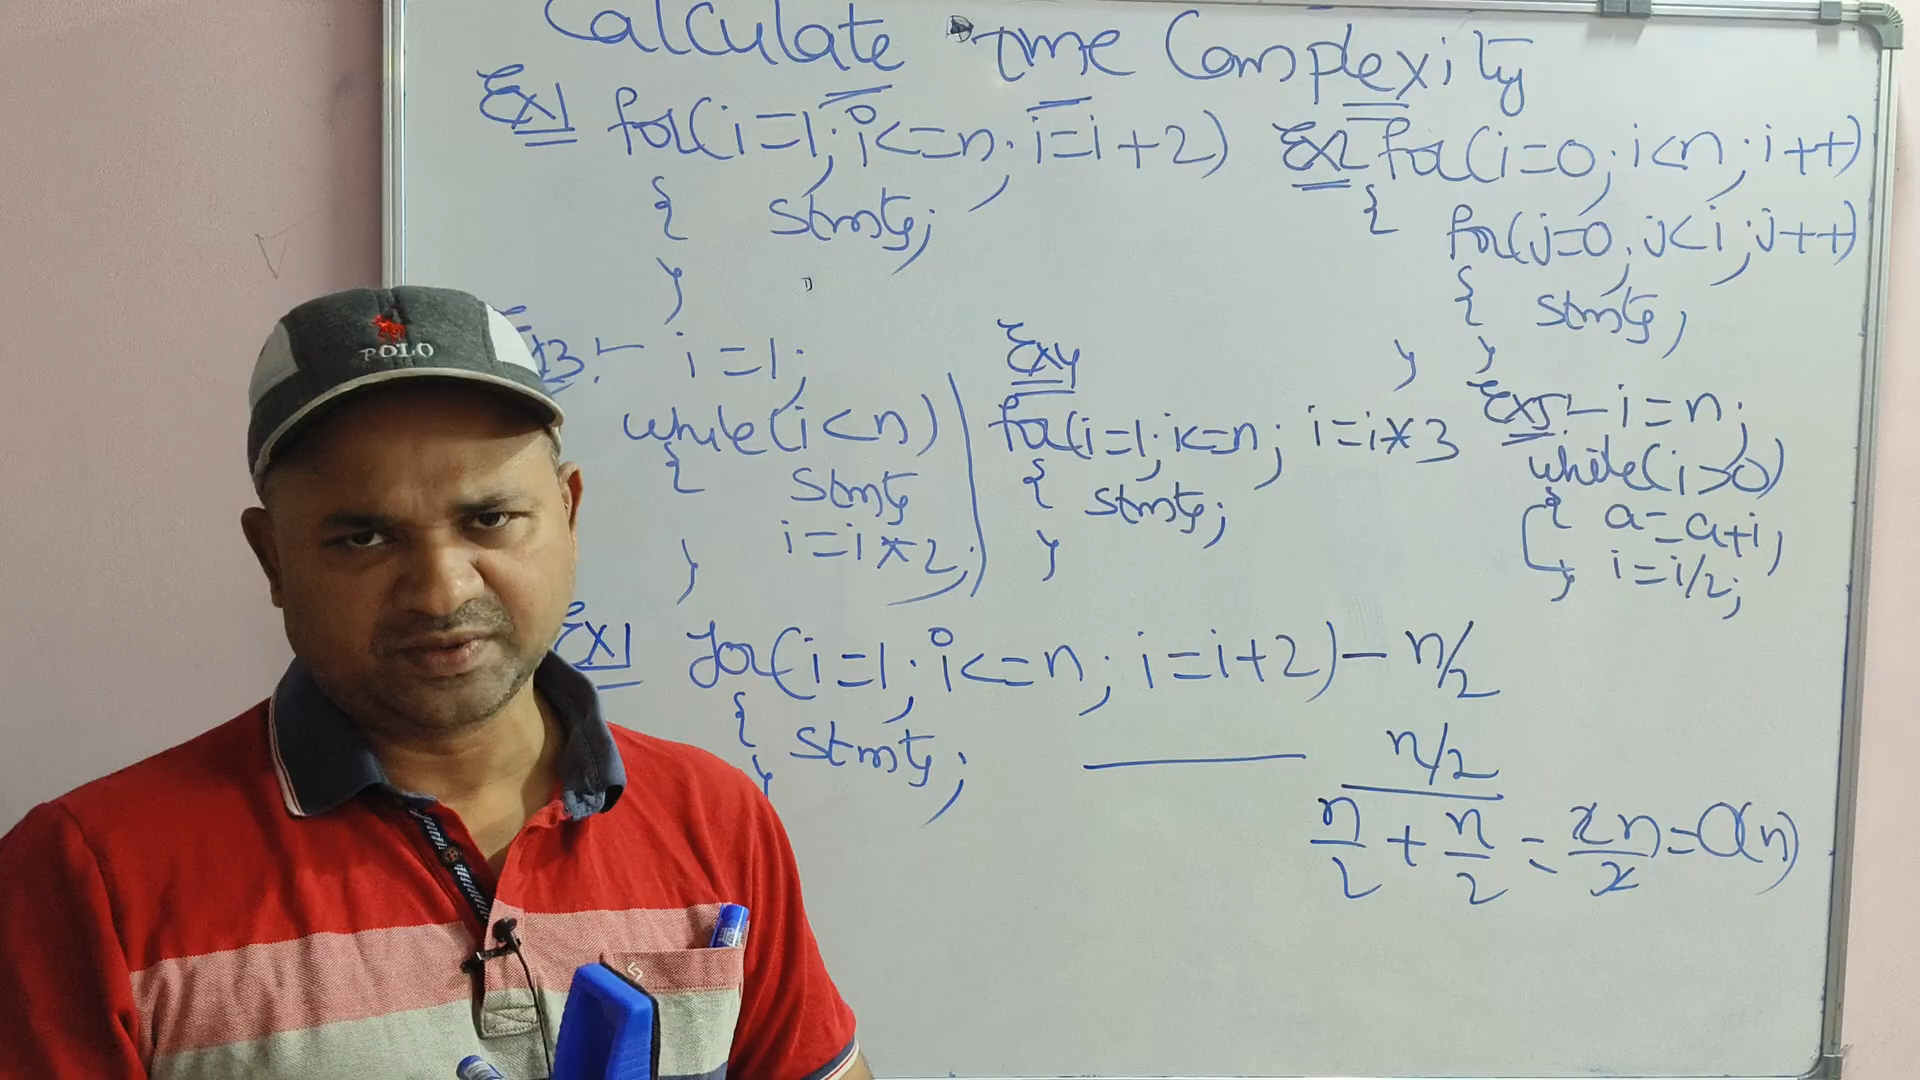 Calculate Time Complexity
Ex1 for(i=1; i<=n; i=i+2)
{ stmts;
}
Ex2 for(i=0; i<n; i++)
{
for(j=0; j<i; j++)
{ stmts;
} }
x3:- i=1;
while(i<n)
{
stmts
i=i*2;
}
Ex4
for(i=1; i<=n; i=i*3
{ stmts;
}
Ex5:- i=n;
while(i>0)
{ a=a+i;
} i=i/2;
Ex1 for(i=1; i<=n; i=i+2) - n/2
{ stmts; — n/2
}
n/2 + n/2 = 2n/2 = O(n)
POLO